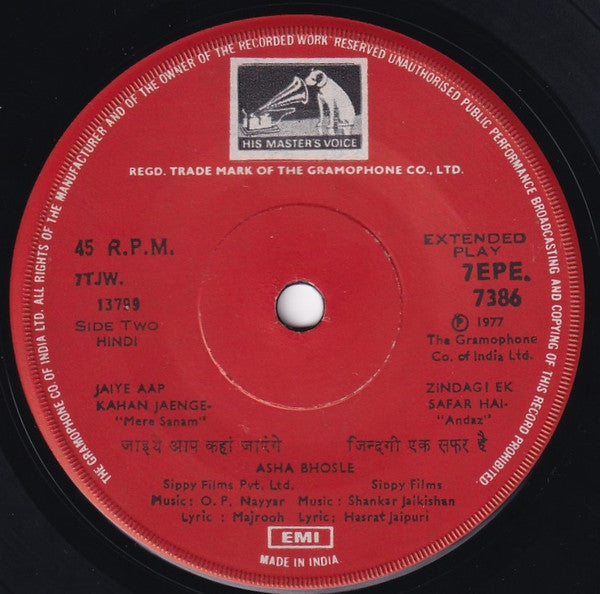 THE GRAMOPHONE CO OF INDIA LTD. ALL RIGHTS OF THE MANUFACTURER AND OF THE OWNER OF THE RECORDED WORK RESERVED UNAUTHORISED PUBLIC PERFORMANCE BROADCASTING AND COPYING OF THIS RECORD PROHIBITED.
HIS MASTER'S VOICE
REGD. TRADE MARK OF THE GRAMOPHONE CO., LTD.
45 R.P.M.
7TJW.
13799
SIDE TWO
HINDI
EXTENDED
PLAY
7EPE.
7386
Ⓟ 1977
The Gramophone
Co. of India Ltd.
JAIYE AAP
KAHAN JAENGE-
"Mere Sanam"
ZINDAGI EK
SAFAR HAI-
"Andaz"
जाइये आप कहां जाएंगे जिन्दगी एक सफर है
ASHA BHOSLE
Sippy Films Pvt. Ltd. Sippy Films
Music: O. P. Nayyar Music: Shankar Jaikishan
Lyric: Majrooh Lyric: Hasrat Jaipuri
EMI
MADE IN INDIA